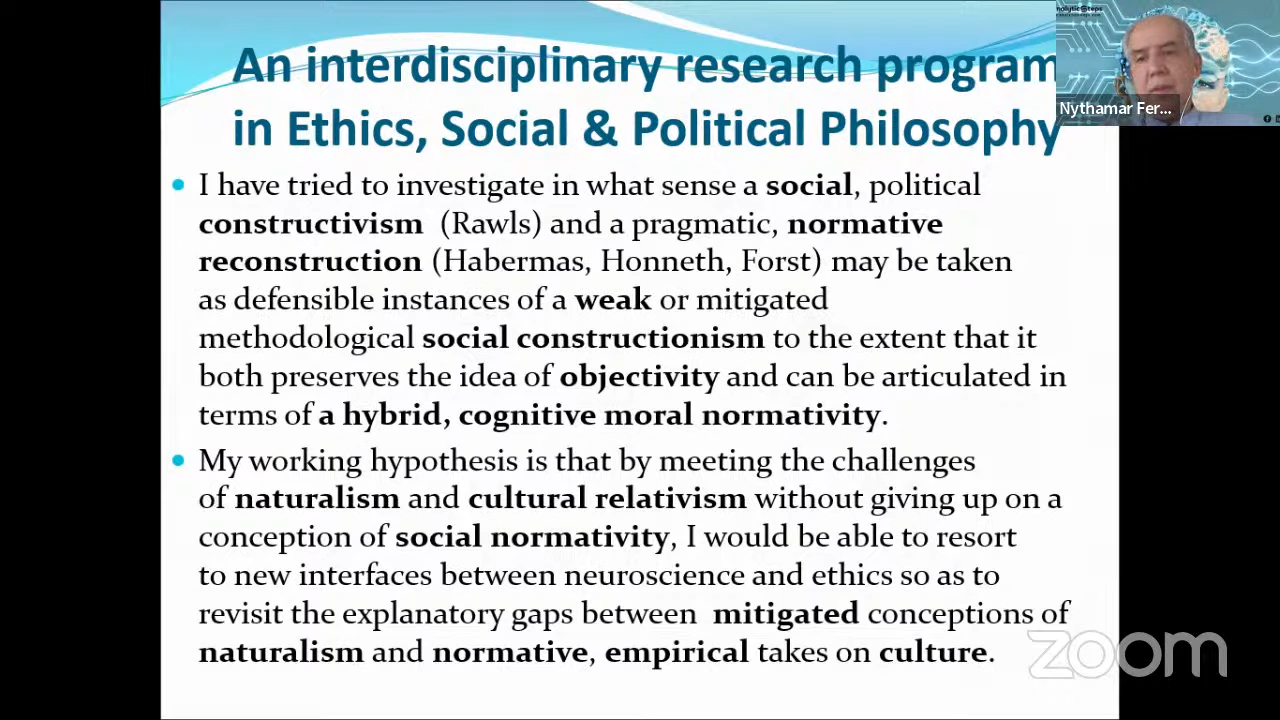 An interdisciplinary research program
in Ethics, Social & Political Philosophy
Nythamar Fer...
• I have tried to investigate in what sense a social, political
constructivism (Rawls) and a pragmatic, normative
reconstruction (Habermas, Honneth, Forst) may be taken
as defensible instances of a weak or mitigated
methodological social constructionism to the extent that it
both preserves the idea of objectivity and can be articulated in
terms of a hybrid, cognitive moral normativity.
• My working hypothesis is that by meeting the challenges
of naturalism and cultural relativism without giving up on a
conception of social normativity, I would be able to resort
to new interfaces between neuroscience and ethics so as to
revisit the explanatory gaps between mitigated conceptions of
naturalism and normative, empirical takes on culture.
zoom